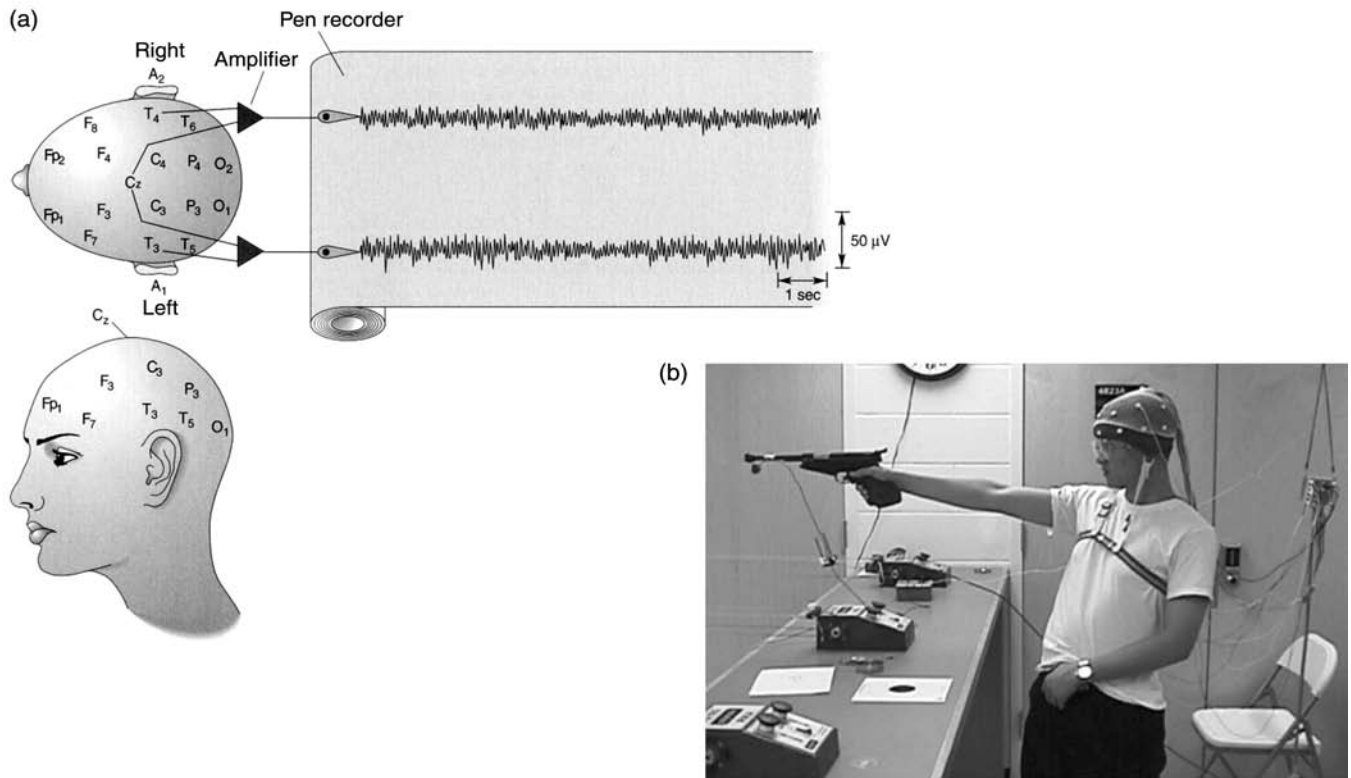 (a)
Pen recorder
Right
Amplifier
A2
T4
T6
F8
Fp2
F4
C4
P4
O2
Cz
Fp1
F3
C3
P3
O1
F7
T3
T5
A1
Left
50 µV
1 sec
Cz
C3
F3
P3
Fp1
F7
T3
T5
O1
(b)